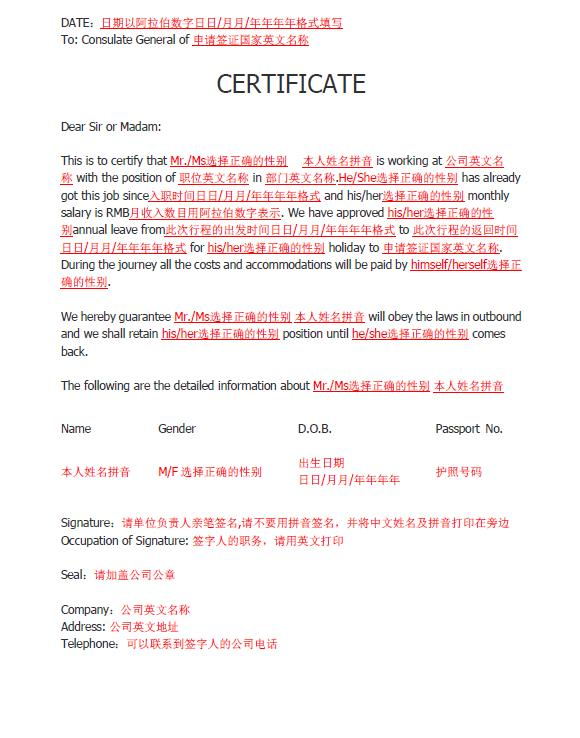 DATE：日期以阿拉伯数字日日/月月/年年年年格式填写
To: Consulate General of 申请签证国家英文名称
CERTIFICATE
Dear Sir or Madam:
This is to certify that Mr./Ms选择正确的性别 本人姓名拼音 is working at 公司英文名
称 with the position of 职位英文名称 in 部门英文名称.He/She选择正确的性别 has already
got this job since入职时间日日/月月/年年年年格式 and his/her选择正确的性别 monthly
salary is RMB月收入数目用阿拉伯数字表示. We have approved his/her选择正确的性
别annual leave from此次行程的出发时间日日/月月/年年年年格式 to 此次行程的返回时间
日日/月月/年年年年格式 for his/her选择正确的性别 holiday to 申请签证国家英文名称.
During the journey all the costs and accommodations will be paid by himself/herself选择正
确的性别.
We hereby guarantee Mr./Ms选择正确的性别 本人姓名拼音 will obey the laws in outbound
and we shall retain his/her选择正确的性别 position until he/she选择正确的性别 comes
back.
The following are the detailed information about Mr./Ms选择正确的性别 本人姓名拼音
Name Gender D.O.B. Passport No.
本人姓名拼音 M/F 选择正确的性别 出生日期 护照号码
日日/月月/年年年年
Signature：请单位负责人亲笔签名,请不要用拼音签名，并将中文姓名及拼音打印在旁边
Occupation of Signature: 签字人的职务，请用英文打印
Seal：请加盖公司公章
Company：公司英文名称
Address: 公司英文地址
Telephone：可以联系到签字人的公司电话